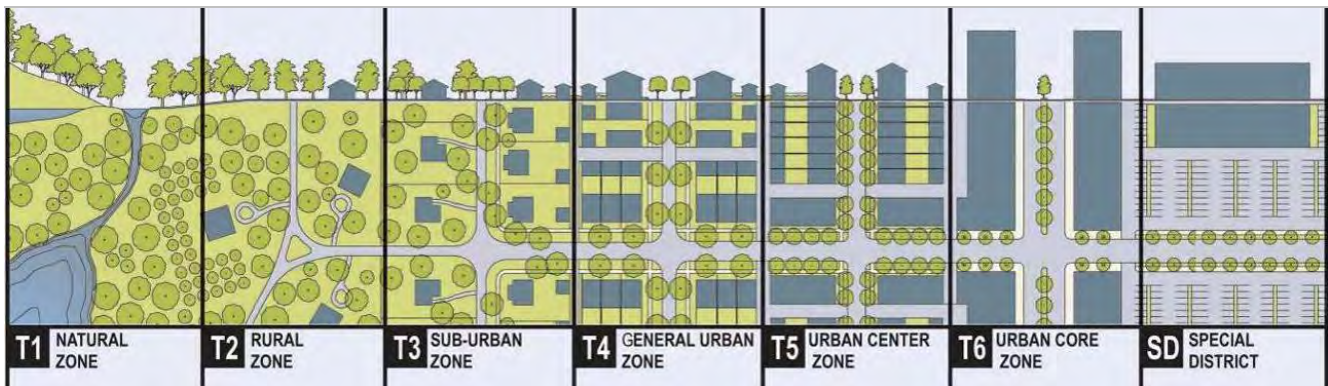 T1 NATURAL
ZONE
T2 RURAL
ZONE
T3 SUB-URBAN
ZONE
T4 GENERAL URBAN
ZONE
T5 URBAN CENTER
ZONE
T6 URBAN CORE
ZONE
SD SPECIAL
DISTRICT